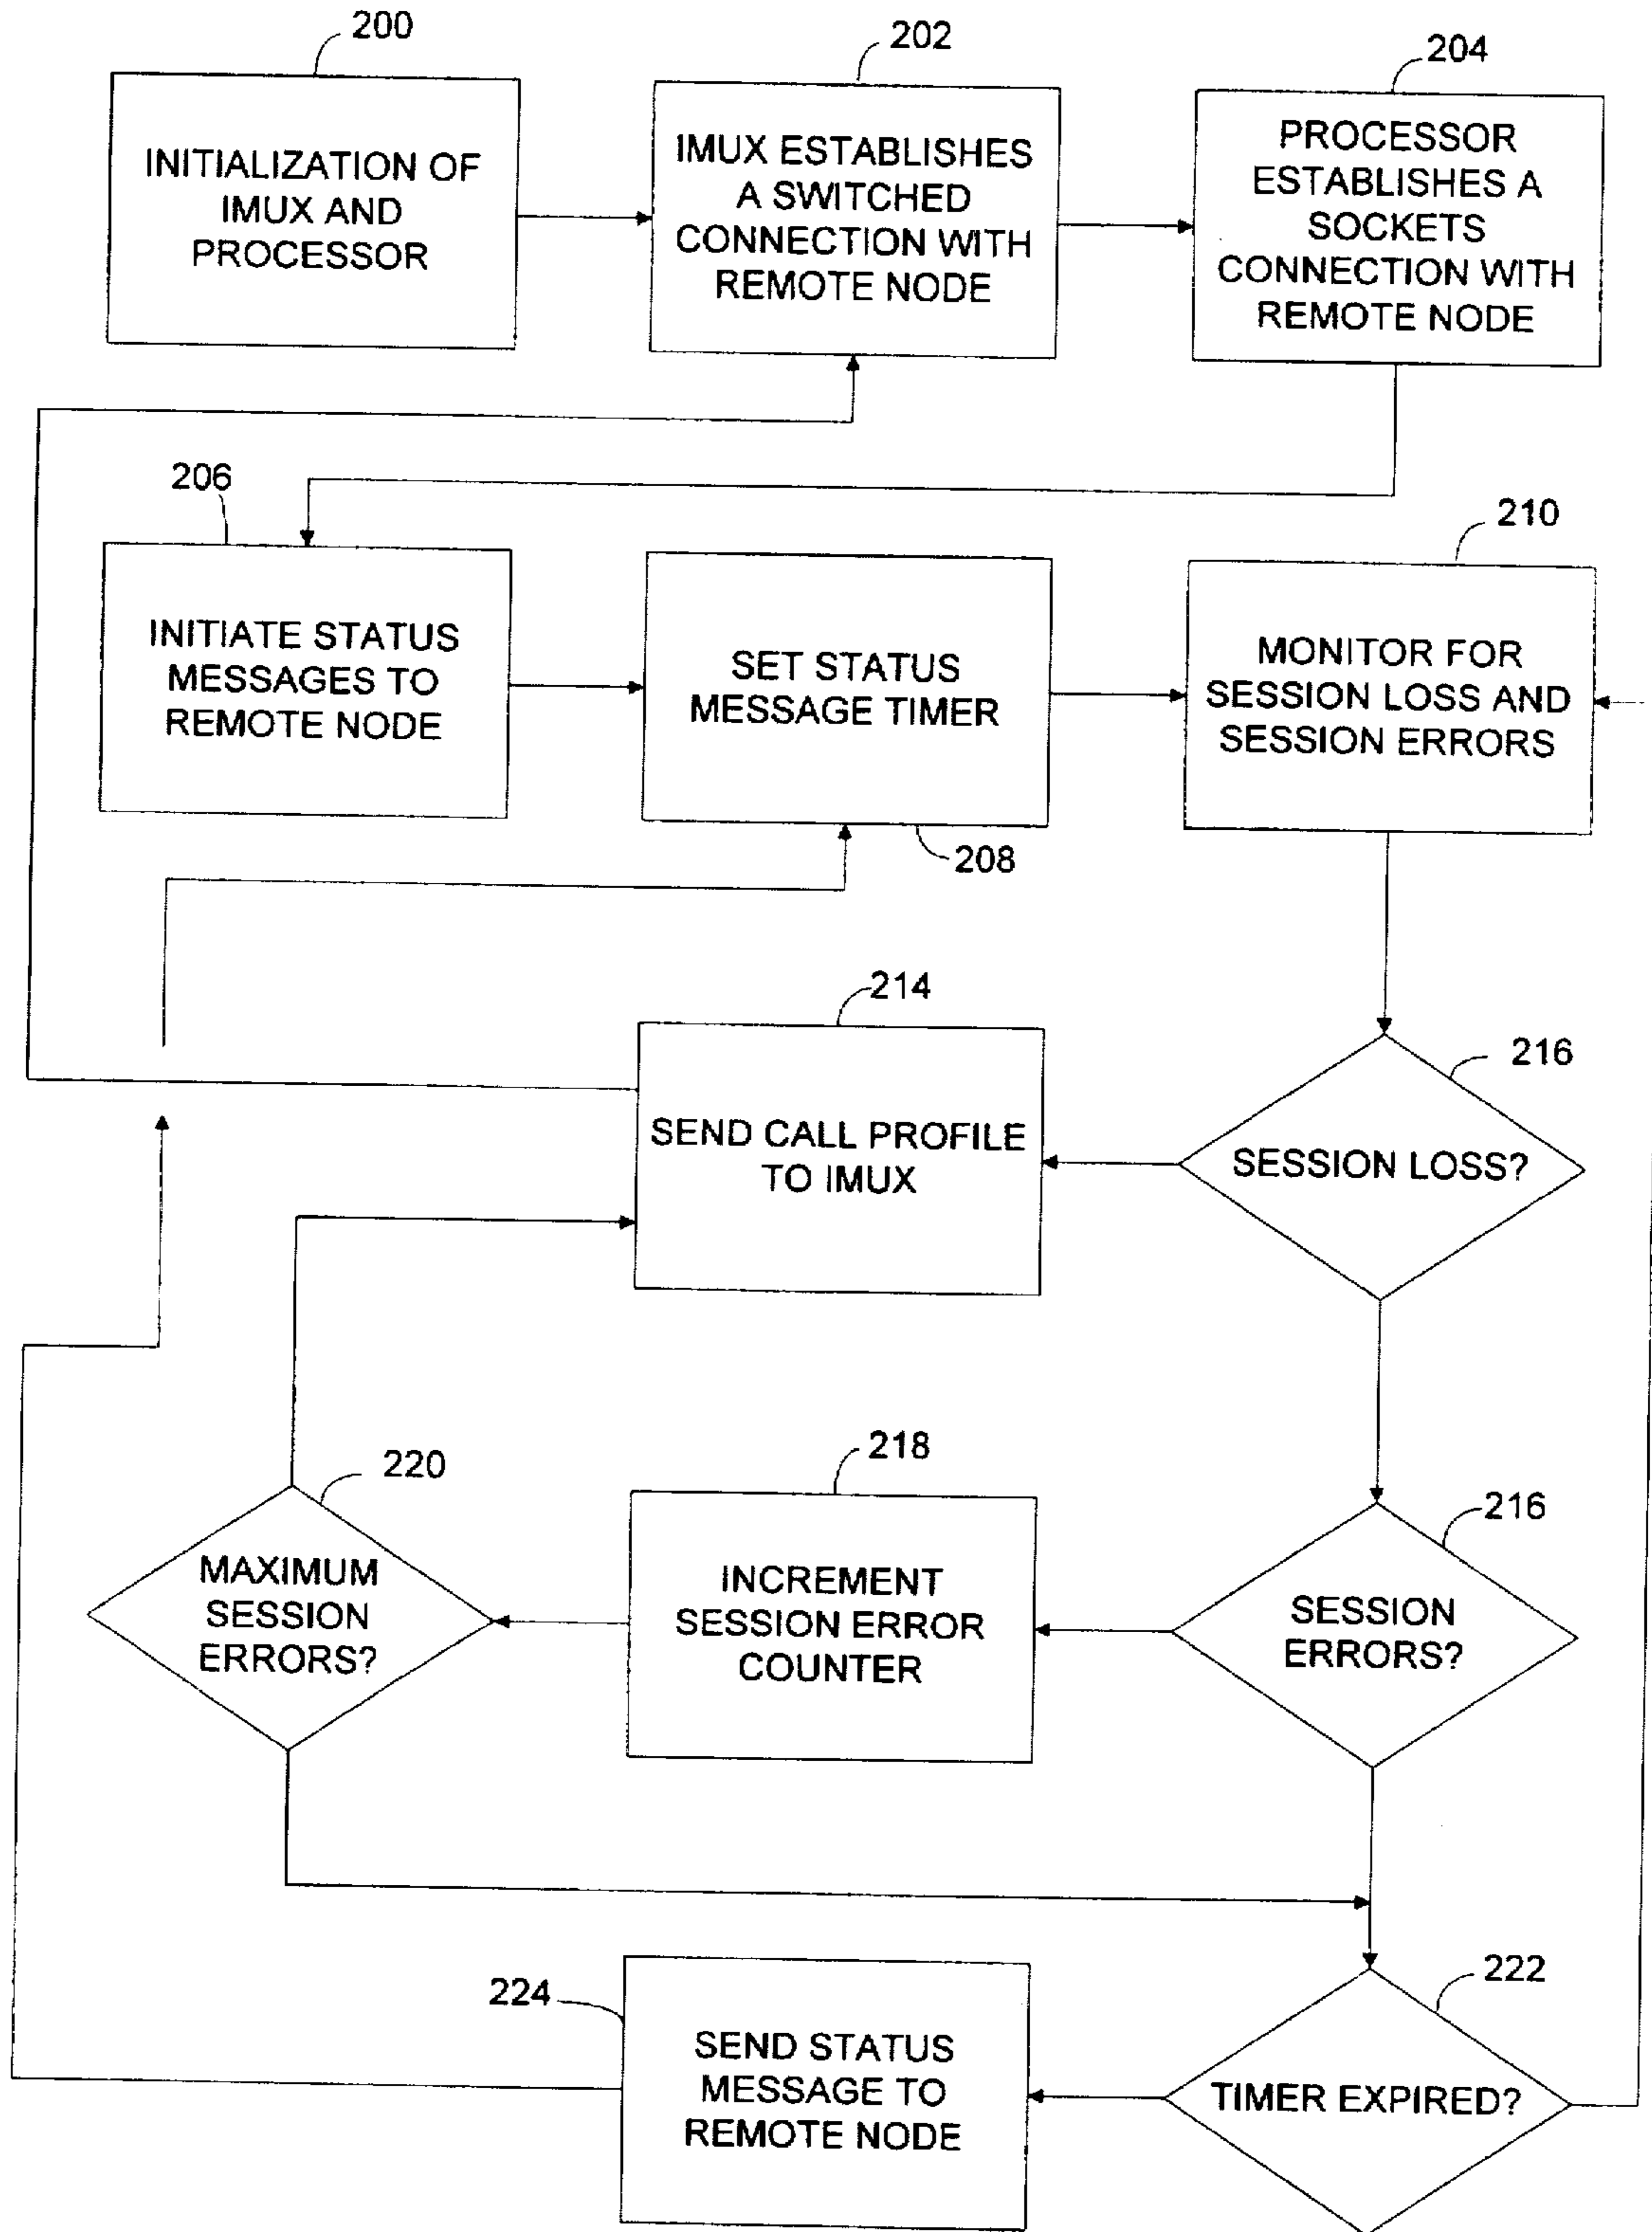 200
INITIALIZATION OF
IMUX AND
PROCESSOR
202
IMUX ESTABLISHES
A SWITCHED
CONNECTION WITH
REMOTE NODE
204
PROCESSOR
ESTABLISHES A
SOCKETS
CONNECTION WITH
REMOTE NODE
206
INITIATE STATUS
MESSAGES TO
REMOTE NODE
SET STATUS
MESSAGE TIMER
208
210
MONITOR FOR
SESSION LOSS AND
SESSION ERRORS
214
SEND CALL PROFILE
TO IMUX
216
SESSION LOSS?
220
MAXIMUM
SESSION
ERRORS?
218
INCREMENT
SESSION ERROR
COUNTER
216
SESSION
ERRORS?
224
SEND STATUS
MESSAGE TO
REMOTE NODE
222
TIMER EXPIRED?